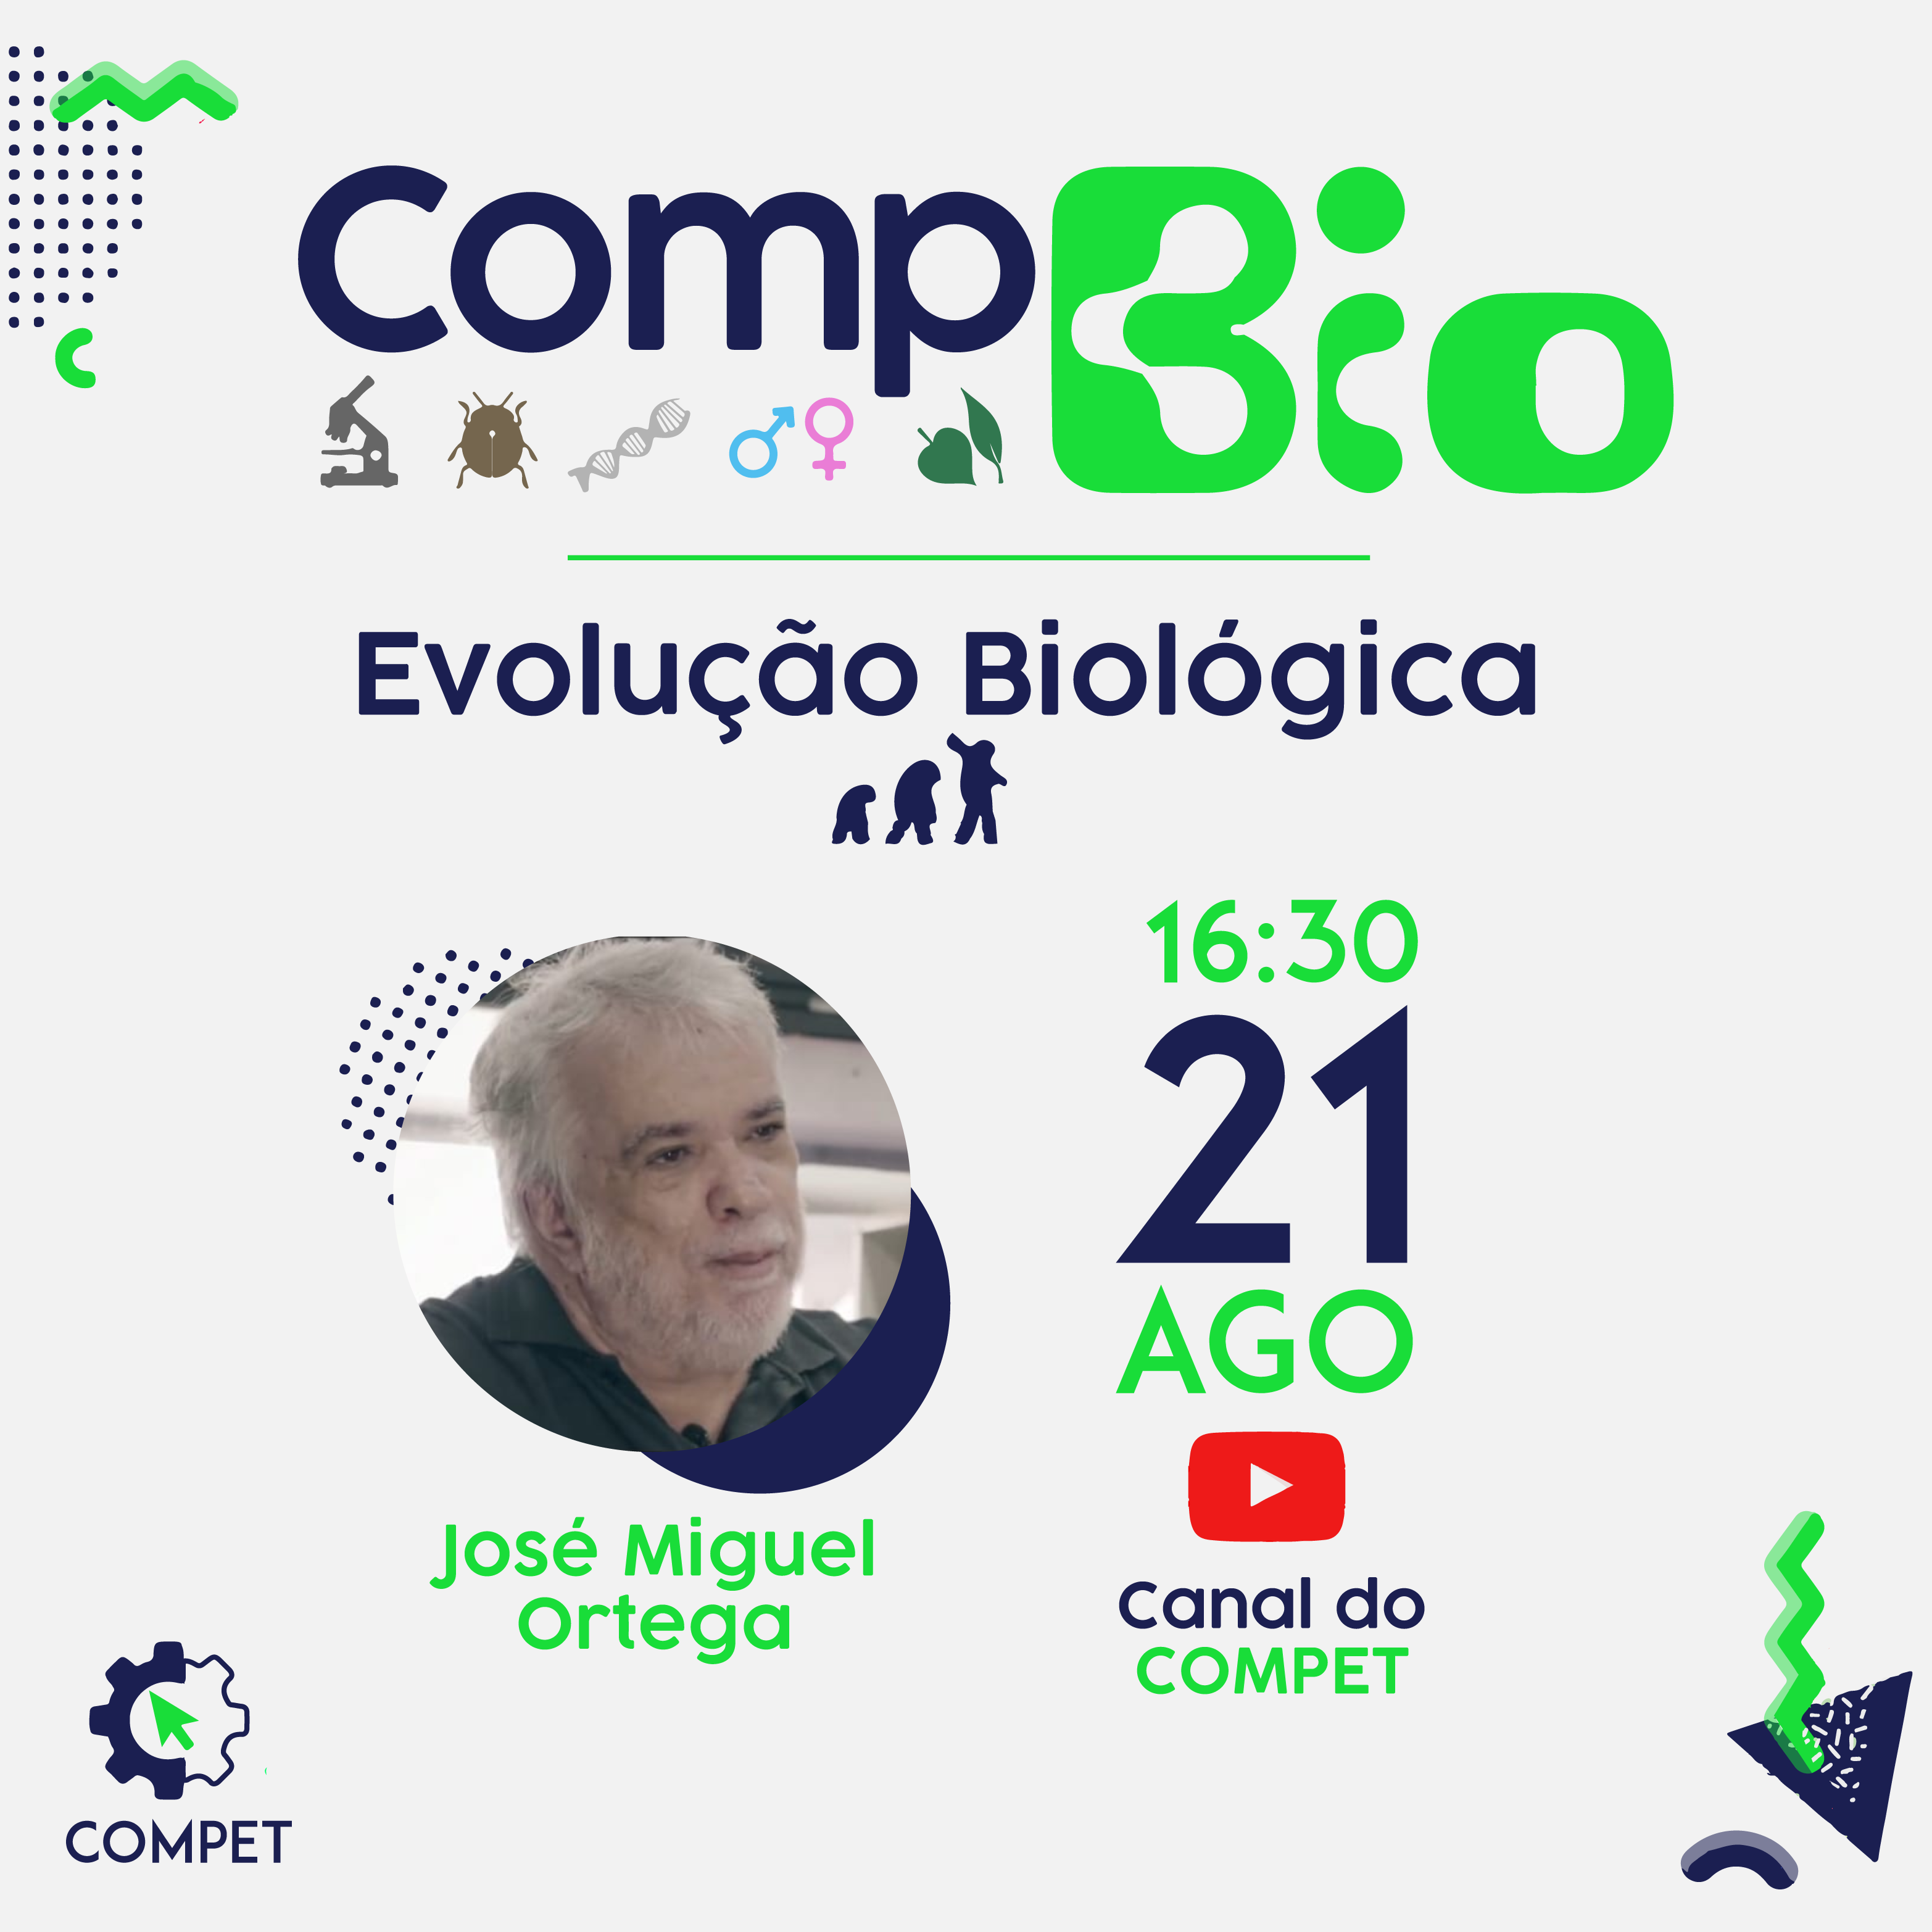 CompBio
Evolução Biológica
16:30
21
AGO
José Miguel
Ortega
Canal do
COMPET
COMPET